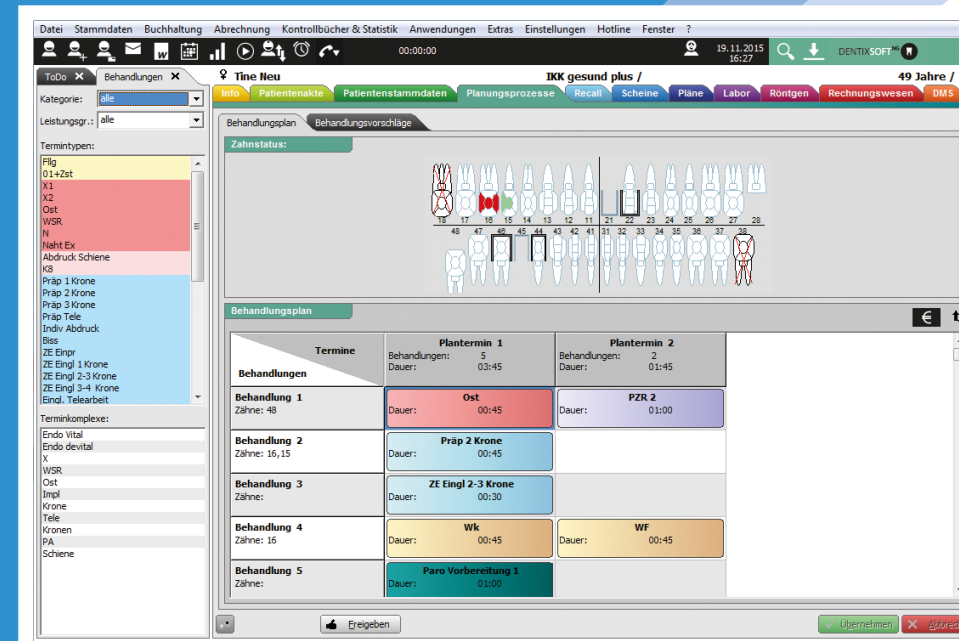 Datei Stammdaten Buchhaltung Abrechnung Kontrollbücher & Statistik Anwendungen Extras Einstellungen Hotline Fenster ?
00:00:00
19.11.2015
16:27
DENTIXSOFT NG
ToDo
Behandlungen
Tine Neu
IKK gesund plus /
49 Jahre /
Info Patientenakte Patientenstammdaten Planungsprozesse Recall Scheine Pläne Labor Röntgen Rechnungswesen DMS
Kategorie: alle
Leistungsgr.: alle
Behandlungsplan Behandlungsvorschläge
Zahnstatus:
18 17 16 15 14 13 12 11 21 22 23 24 25 26 27 28
48 47 46 45 44 43 42 41 31 32 33 34 35 36 37 38
Termintypen:
Fllg
01+Zst
X1
X2
Ost
WSR
N
Naht Ex
Abdruck Schiene
K8
Präp 1 Krone
Präp 2 Krone
Präp 3 Krone
Präp Tele
Indiv Abdruck
Biss
ZE Einpr
ZE Eingl 1 Krone
ZE Eingl 2-3 Krone
ZE Eingl 3-4 Krone
Eingl. Telearbeit
Terminkomplexe:
Endo Vital
Endo devital
X
WSR
Ost
Impl
Krone
Tele
Kronen
PA
Schiene
Behandlungsplan
€
Termine
Behandlungen
Plantermin 1
Behandlungen: 5
Dauer: 03:45
Plantermin 2
Behandlungen: 2
Dauer: 01:45
Behandlung 1
Zähne: 48
Ost
Dauer: 00:45
PZR 2
Dauer: 01:00
Behandlung 2
Zähne: 16,15
Präp 2 Krone
Dauer: 00:45
Behandlung 3
Zähne:
ZE Eingl 2-3 Krone
Dauer: 00:30
Behandlung 4
Zähne: 16
Wk
Dauer: 00:45
WF
Dauer: 00:45
Behandlung 5
Zähne:
Paro Vorbereitung 1
Dauer: 01:00
Freigeben
Übernehmen